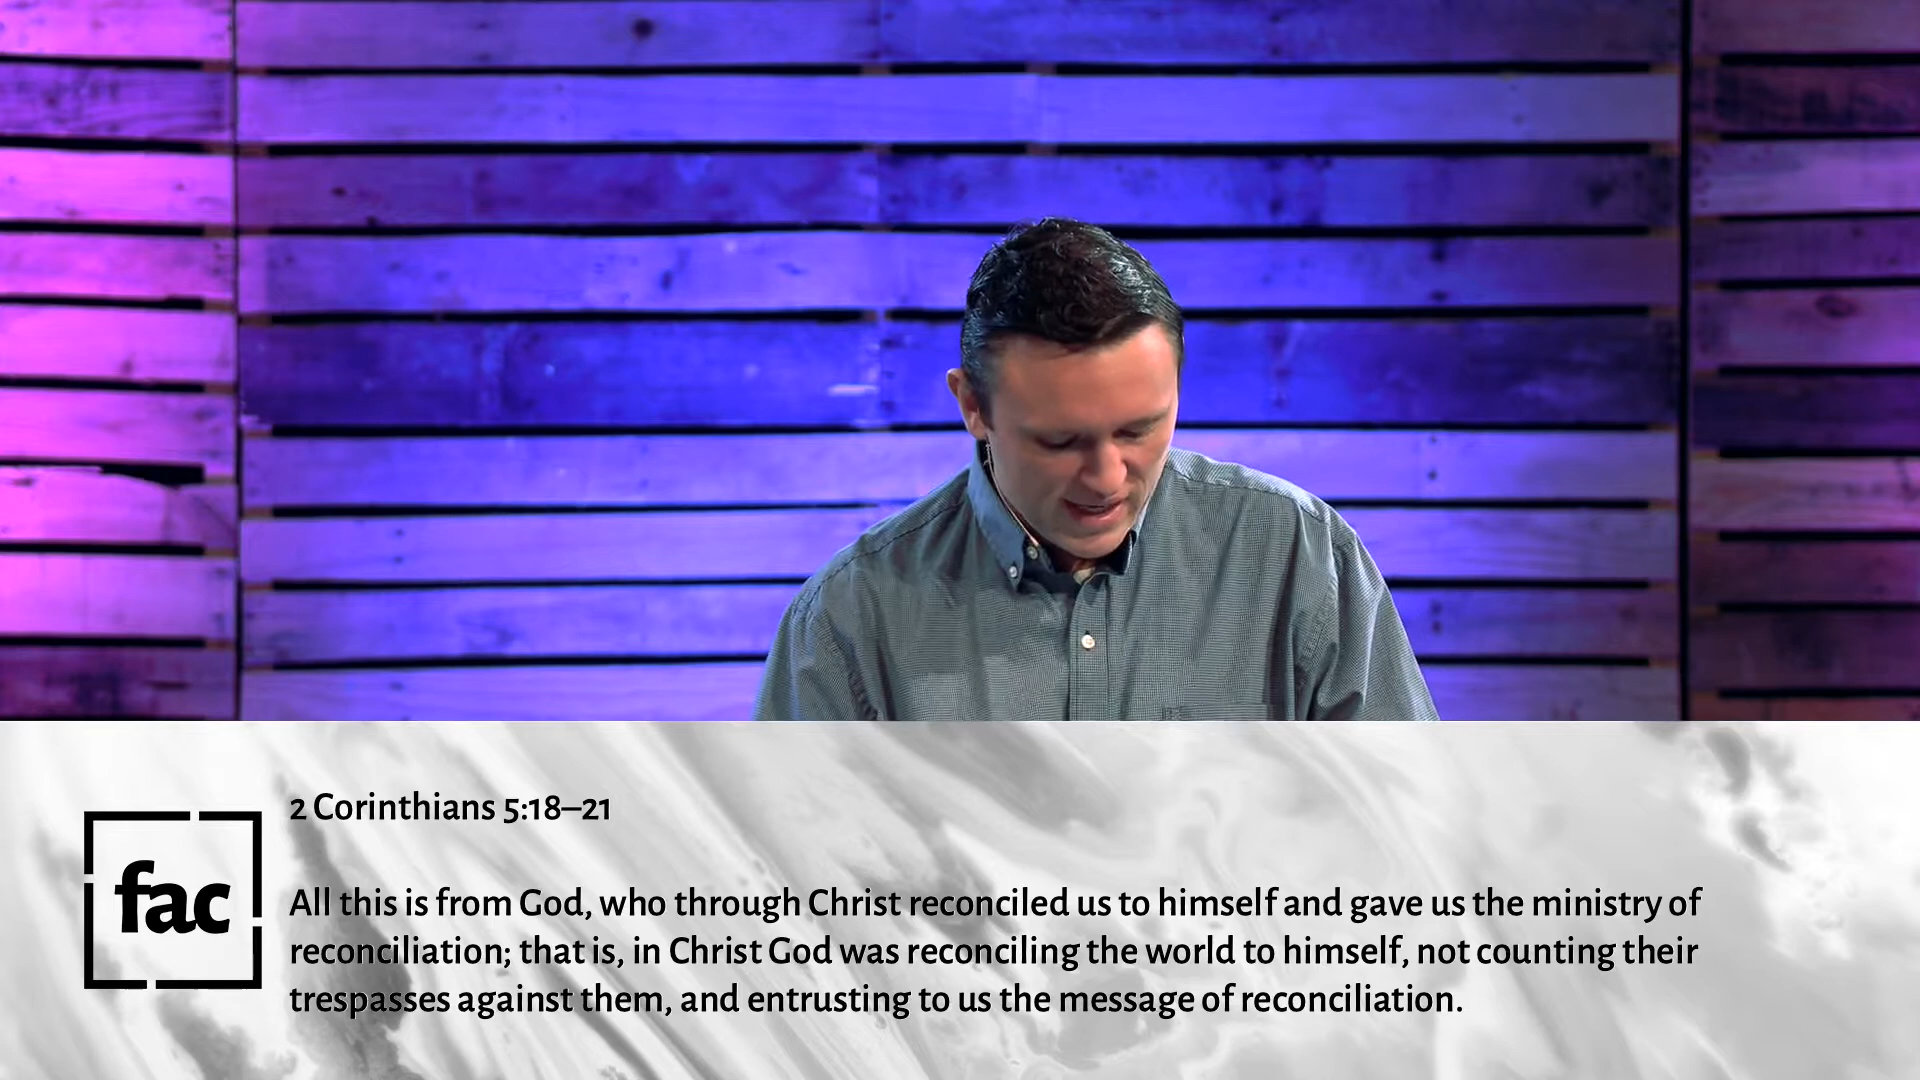 2 Corinthians 5:18–21
fac
All this is from God, who through Christ reconciled us to himself and gave us the ministry of
reconciliation; that is, in Christ God was reconciling the world to himself, not counting their
trespasses against them, and entrusting to us the message of reconciliation.